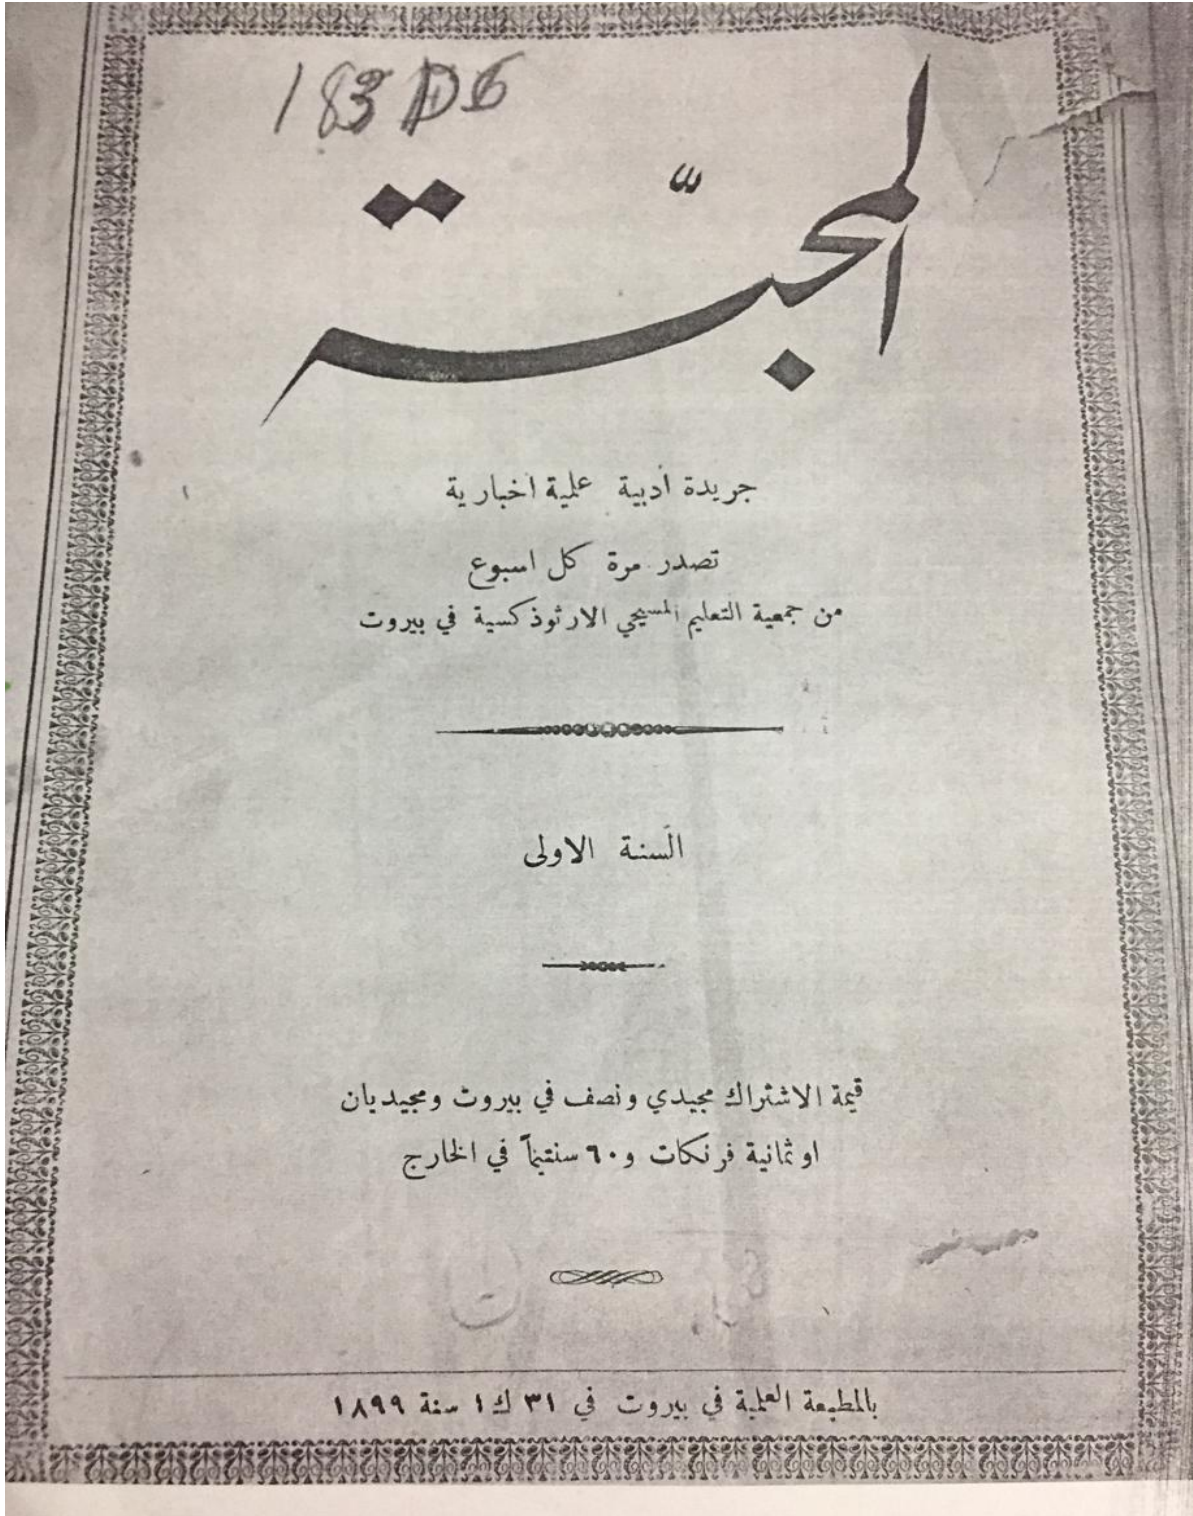 183 D6
المحبّة
جريدة أدبية علمية اخبارية
تصدر مرة كل اسبوع
من جمعية التعليم المسيحي الارثوذكسية في بيروت
السنة الاولى
قيمة الاشتراك مجيدي ونصف في بيروت ومجيديان
او ثمانية فرنكات و٦٠ سنتيماً في الخارج
بالمطبعة العلمية في بيروت في ٣١ ك١ سنة ١٨٩٩